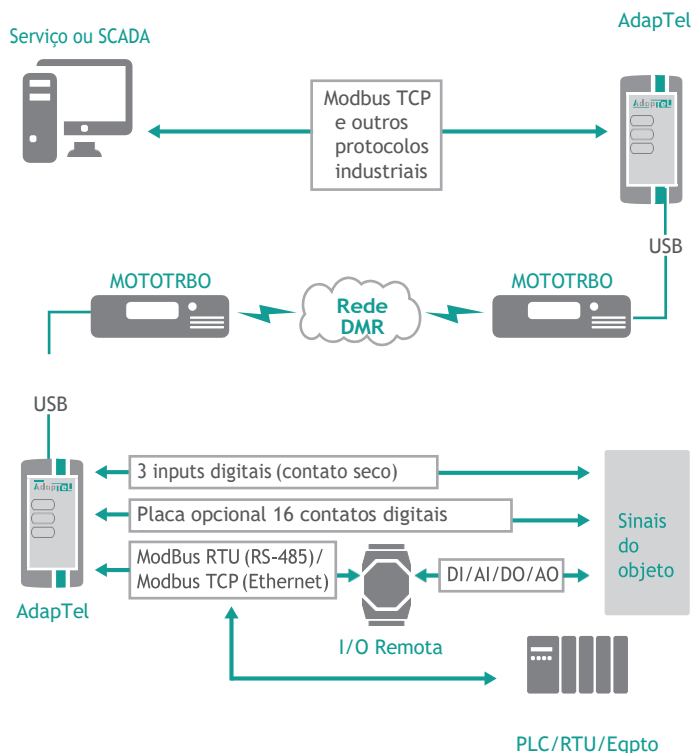 AdapTel
Serviço ou SCADA
Modbus TCP
e outros
protocolos
industriais
AdapTel
USB
MOTOTRBO
MOTOTRBO
Rede
DMR
USB
3 inputs digitais (contato seco)
AdapTel
Placa opcional 16 contatos digitais
Sinais
do
objeto
ModBus RTU (RS-485)/
Modbus TCP (Ethernet)
DI/AI/DO/AO
AdapTel
I/O Remota
PLC/RTU/Eqpto